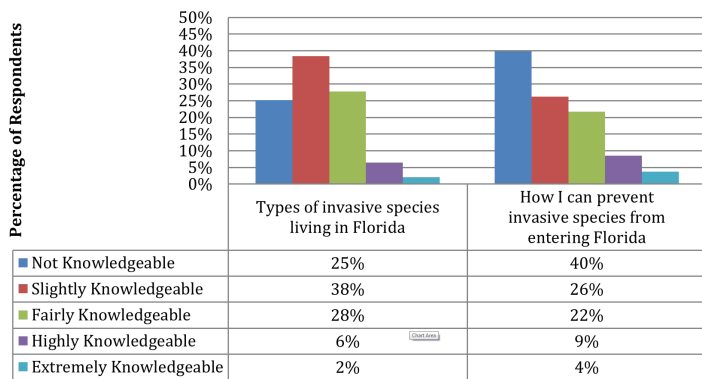 Percentage of Respondents
50%
45%
40%
35%
30%
25%
20%
15%
10%
5%
0%
Types of invasive species
living in Florida
How I can prevent
invasive species from
entering Florida
Not Knowledgeable 25% 40%
Slightly Knowledgeable 38% 26%
Fairly Knowledgeable 28% 22%
Highly Knowledgeable 6% 9%
Chart Area
Extremely Knowledgeable 2% 4%